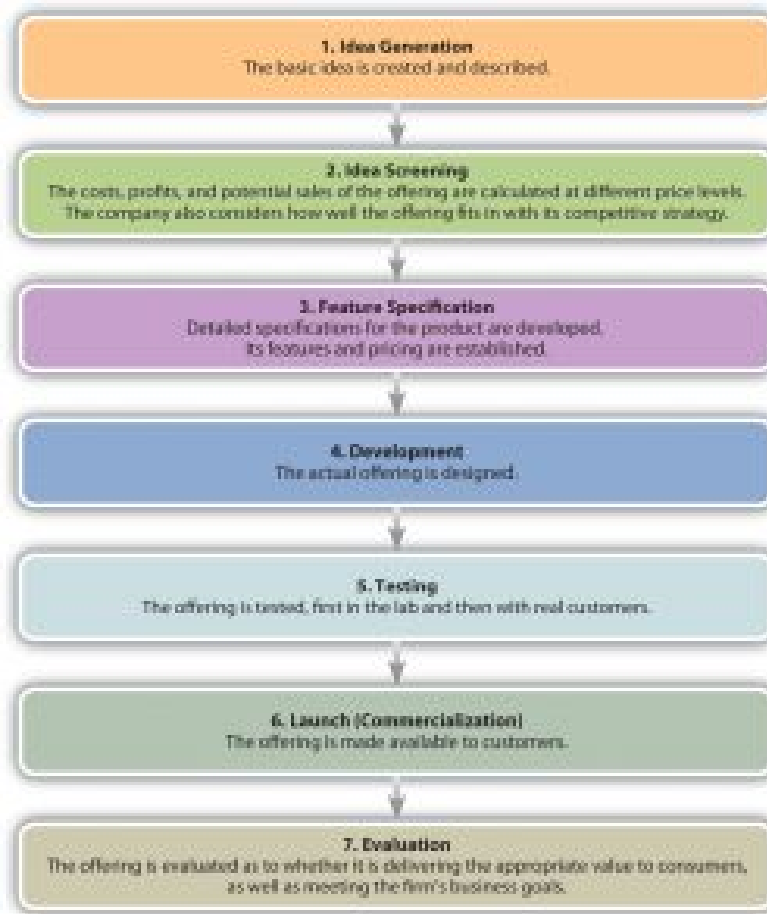 1. Idea Generation
The basic idea is created and described.
2. Idea Screening
The costs, profits, and potential sales of the offering are calculated at different price levels.
The company also considers how well the offering fits in with its competitive strategy.
3. Feature Specification
Detailed specifications for the product are developed.
Its features and pricing are established.
4. Development
The actual offering is designed.
5. Testing
The offering is tested, first in the lab and then with real customers.
6. Launch (Commercialization)
The offering is made available to customers.
7. Evaluation
The offering is evaluated as to whether it is delivering the appropriate value to consumers,
as well as meeting the firm's business goals.